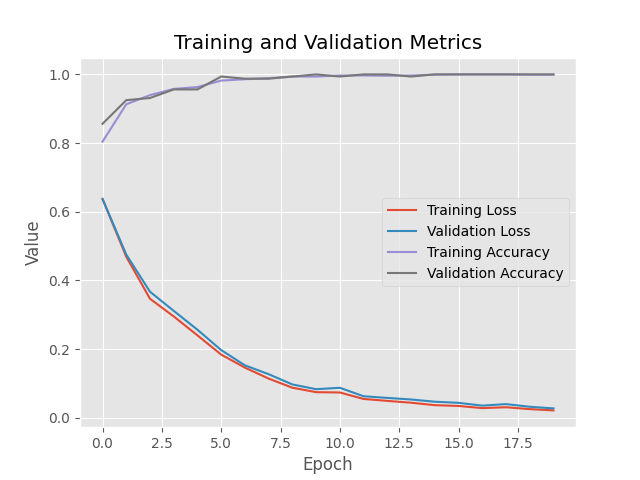 Training and Validation Metrics
1.0
0.8
0.6
0.4
0.2
0.0
Value
Training Loss
Validation Loss
Training Accuracy
Validation Accuracy
0.0 2.5 5.0 7.5 10.0 12.5 15.0 17.5
Epoch